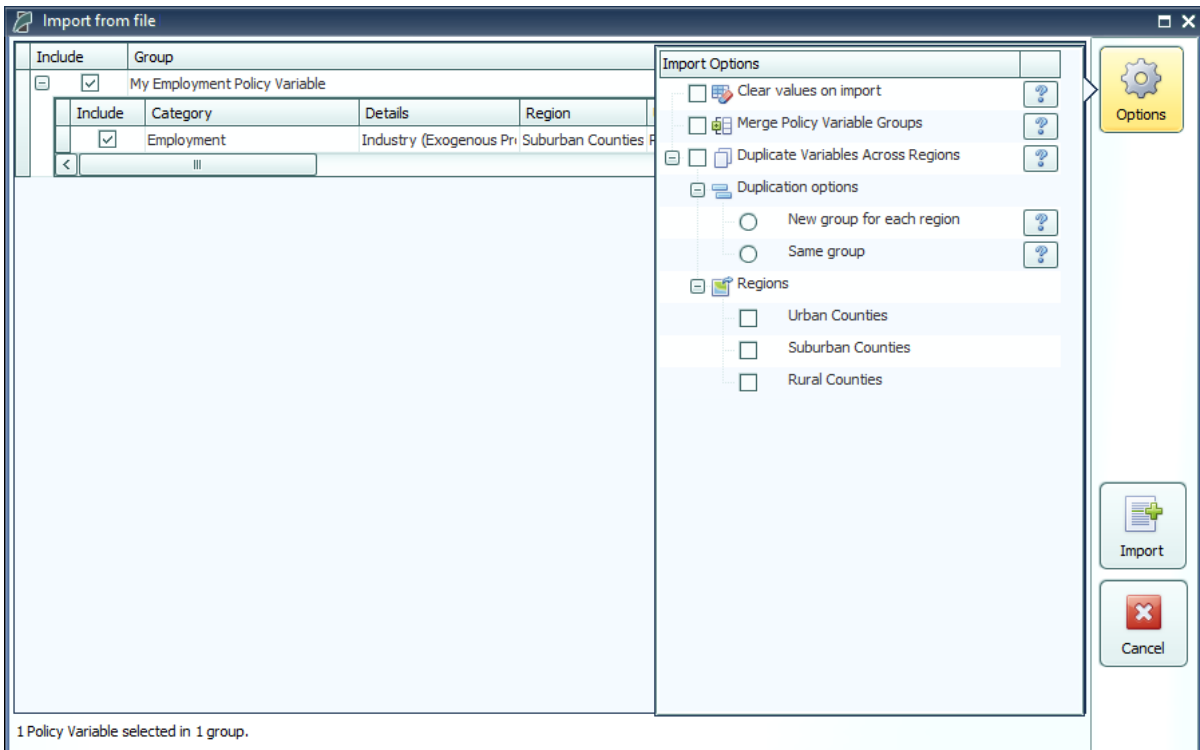 Import from file
Include Group
My Employment Policy Variable
Include Category Details Region
Employment Industry (Exogenous Pr Suburban Counties
Import Options
Clear values on import
Merge Policy Variable Groups
Duplicate Variables Across Regions
Duplication options
New group for each region
Same group
Regions
Urban Counties
Suburban Counties
Rural Counties
Options
Import
Cancel
1 Policy Variable selected in 1 group.